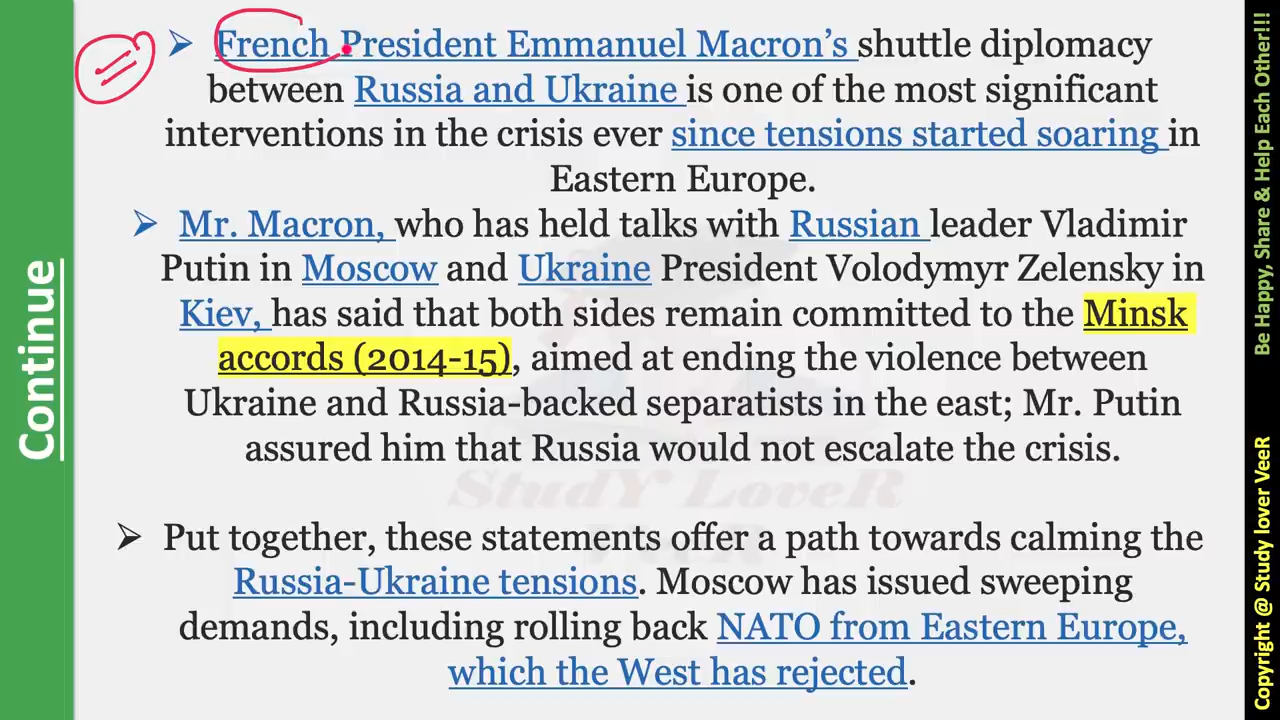 Continue
➢ French President Emmanuel Macron's shuttle diplomacy
between Russia and Ukraine is one of the most significant
interventions in the crisis ever since tensions started soaring in
Eastern Europe.
➢ Mr. Macron, who has held talks with Russian leader Vladimir
Putin in Moscow and Ukraine President Volodymyr Zelensky in
Kiev, has said that both sides remain committed to the Minsk
accords (2014-15), aimed at ending the violence between
Ukraine and Russia-backed separatists in the east; Mr. Putin
assured him that Russia would not escalate the crisis.
StudY LoveR
VeeR
➢ Put together, these statements offer a path towards calming the
Russia-Ukraine tensions. Moscow has issued sweeping
demands, including rolling back NATO from Eastern Europe,
which the West has rejected.
Copyright @ Study lover VeeR
Be Happy, Share & Help Each Other!!!